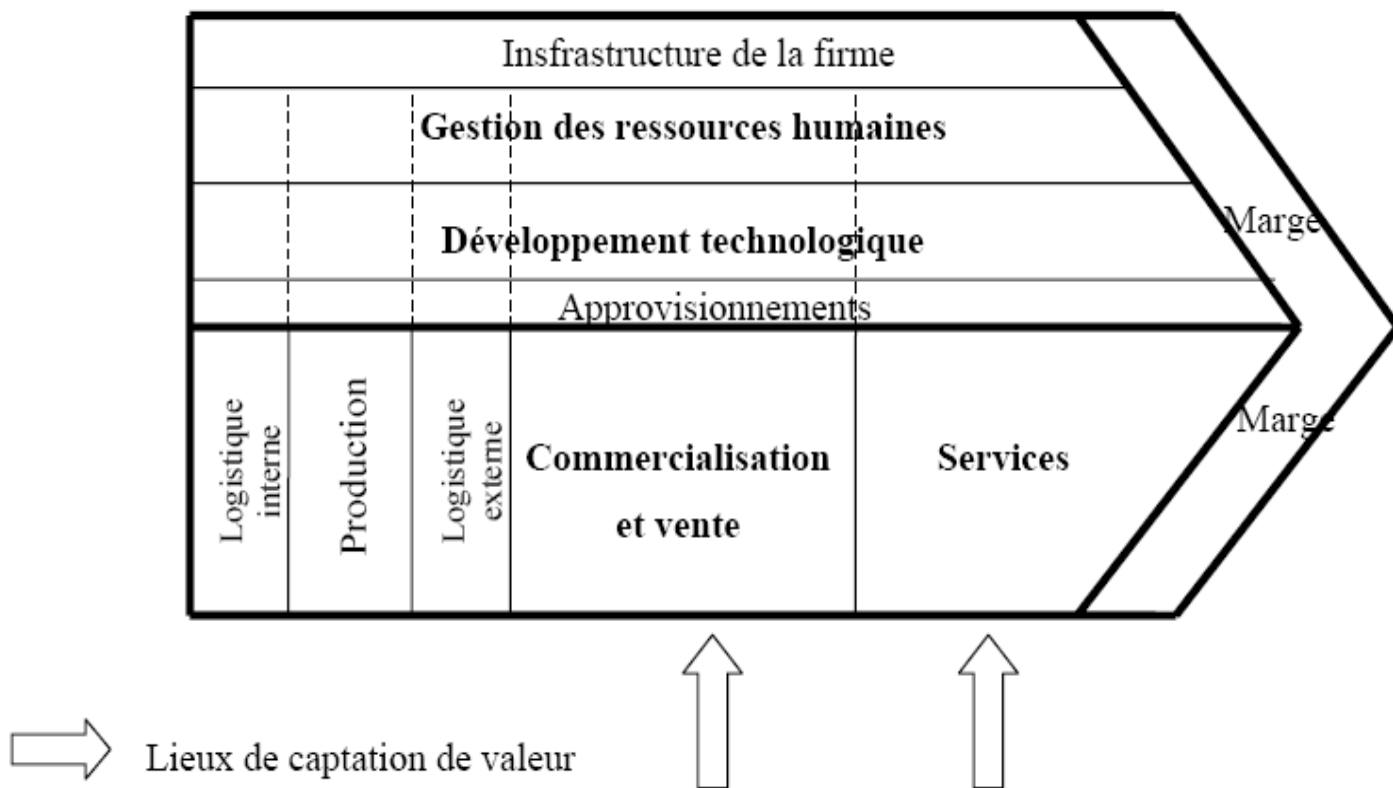 Insfrastructure de la firme
Gestion des ressources humaines
Développement technologique
Approvisionnements
Marge
Logistique
interne
Production
Logistique
externe
Commercialisation
et vente
Services
Marge
Lieux de captation de valeur